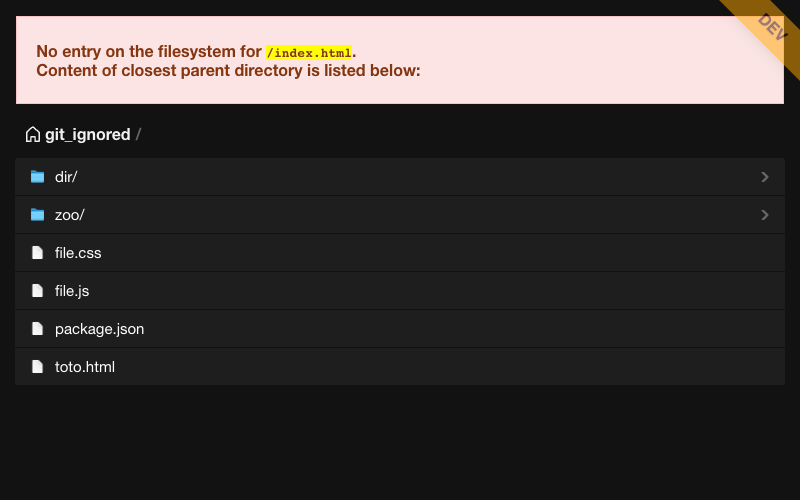 No entry on the filesystem for /index.html.
Content of closest parent directory is listed below:
DEV
git_ignored /
dir/
zoo/
file.css
file.js
package.json
toto.html